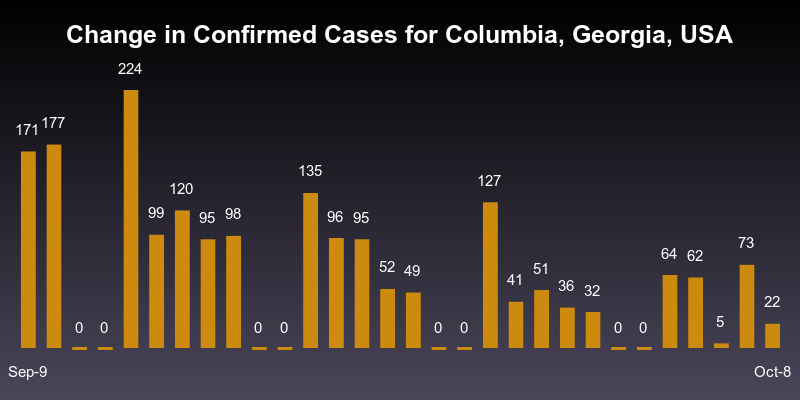 Change in Confirmed Cases for Columbia, Georgia, USA
171 177 0 0 224 99 120 95 98 0 0 135 96 95 52 49 0 0 127 41 51 36 32 0 0 64 62 5 73 22
Sep-9 Oct-8